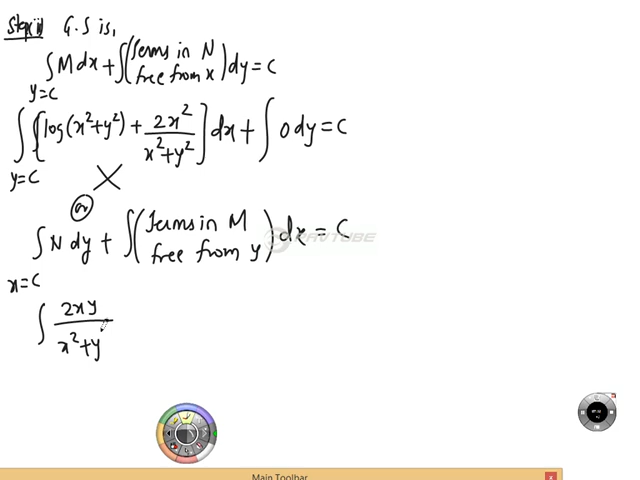 Step(ii) G.S is,
∫M dx + ∫(Terms in N free from x) dy = C
y=C
∫{log(x²+y²) + 2x²/(x²+y²)] dx + ∫0 dy = C
y=C
or
∫N dy + ∫(Terms in M free from y) dx = C
x=C
∫ 2xy/(x²+y
Main Toolbar